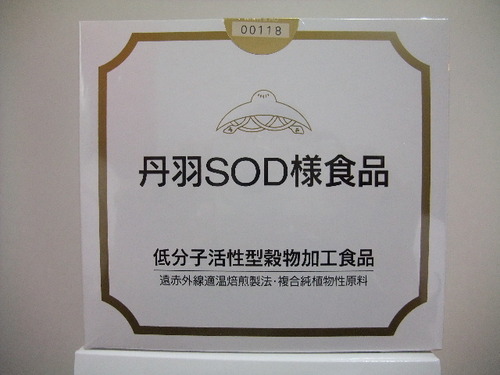 00118
丹羽SOD様食品
低分子活性型穀物加工食品
遠赤外線適温焙煎製法・複合純植物性原料